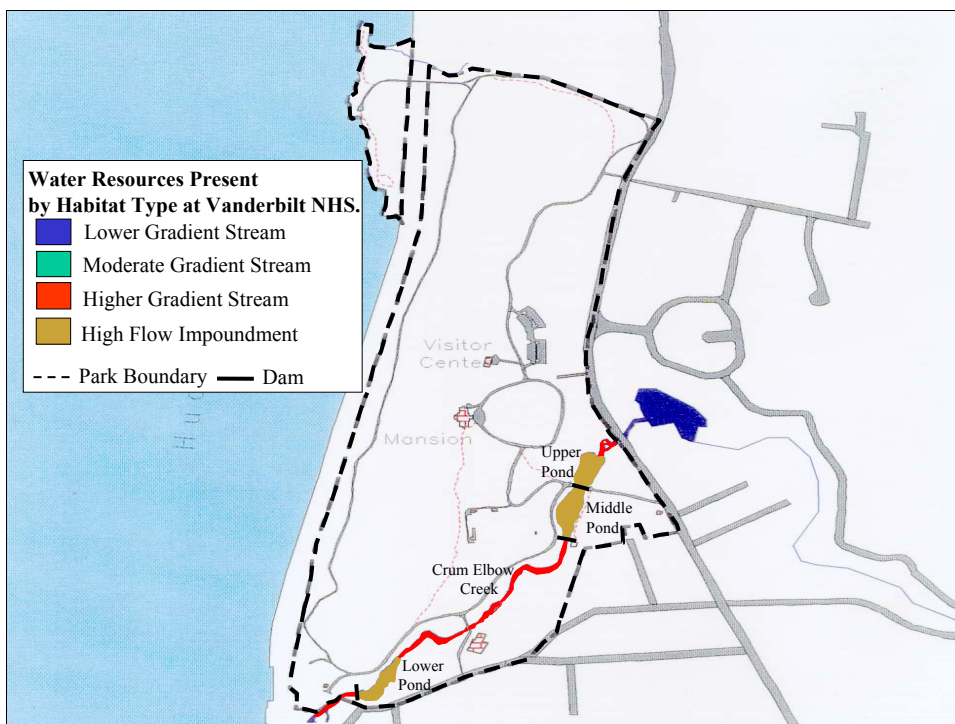 Water Resources Present
by Habitat Type at Vanderbilt NHS.
Lower Gradient Stream
Moderate Gradient Stream
Higher Gradient Stream
High Flow Impoundment
Park Boundary
Dam
Visitor
Center
Mansion
Upper
Pond
Middle
Pond
Crum Elbow
Creek
Lower
Pond